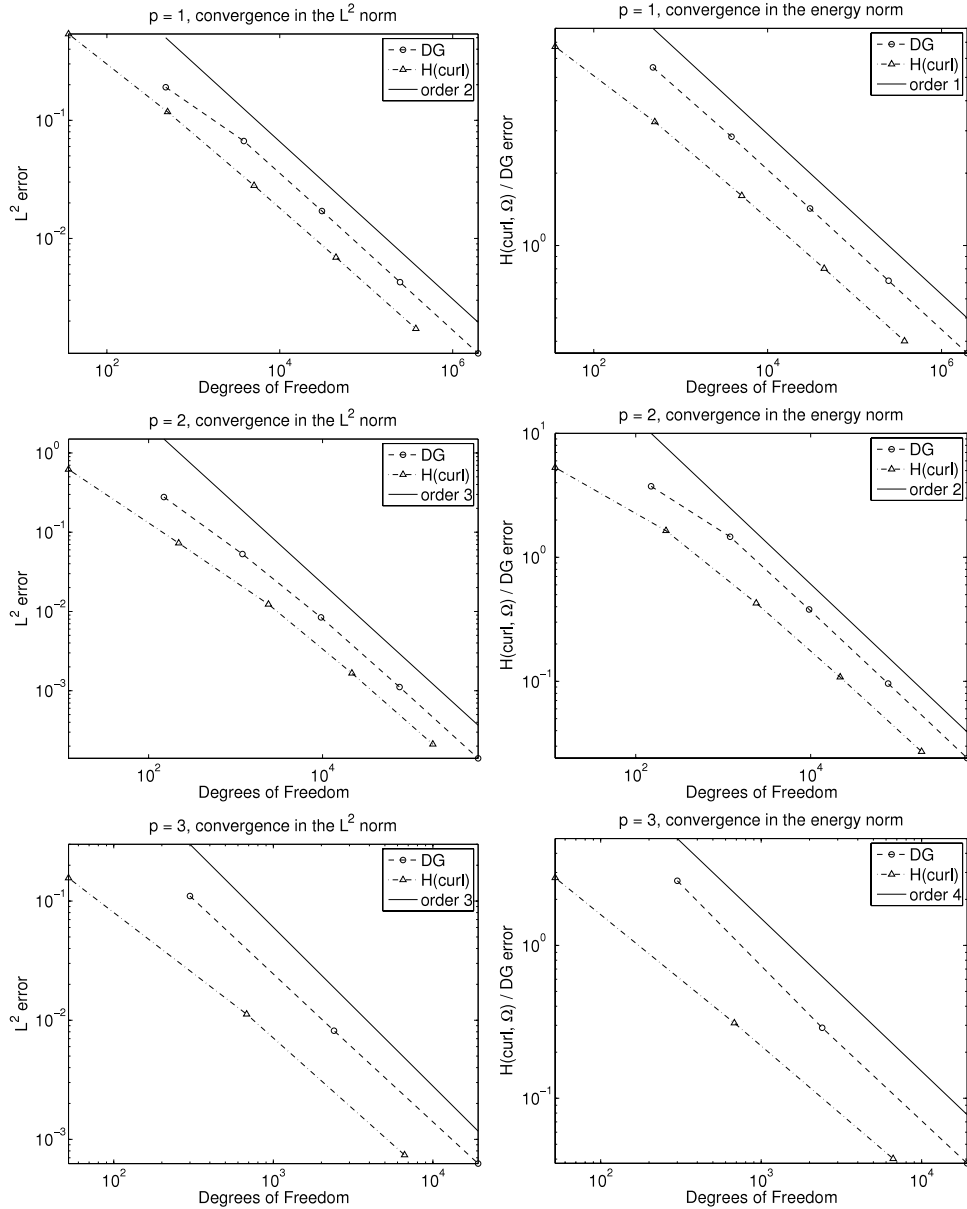 p = 1, convergence in the L² norm
DG
H(curl)
order 2
10⁻¹
10⁻²
L² error
10² 10⁴ 10⁶
Degrees of Freedom
p = 1, convergence in the energy norm
DG
H(curl)
order 1
10⁰
H(curl, Ω) / DG error
10² 10⁴ 10⁶
Degrees of Freedom
p = 2, convergence in the L² norm
DG
H(curl)
order 3
10⁰
10⁻¹
10⁻²
10⁻³
L² error
10² 10⁴
Degrees of Freedom
p = 2, convergence in the energy norm
DG
H(curl)
order 2
10¹
10⁰
10⁻¹
H(curl, Ω) / DG error
10² 10⁴
Degrees of Freedom
p = 3, convergence in the L² norm
DG
H(curl)
order 3
10⁻¹
10⁻²
10⁻³
L² error
10² 10³ 10⁴
Degrees of Freedom
p = 3, convergence in the energy norm
DG
H(curl)
order 4
10⁰
10⁻¹
H(curl, Ω) / DG error
10² 10³ 10⁴
Degrees of Freedom